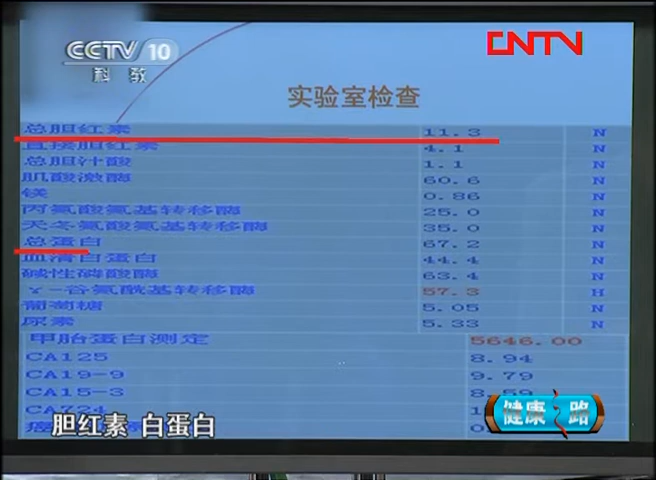 CCTV 10
科教
CNTV
实验室检查
总胆红素 11.3 N
直接胆红素 4.1 N
总胆汁酸 1.1 N
肌酸激酶 60.6 N
镁 0.86 N
丙氨酸氨基转移酶 25.0 N
天冬氨酸氨基转移酶 35.0 N
总蛋白 67.2 N
血清白蛋白 44.4 N
碱性磷酸酶 63.4 N
γ-谷氨酰基转移酶 57.3 H
葡萄糖 5.05 N
尿素 5.33 N
甲胎蛋白测定 5646.00
CA125 8.94
CA19-9 9.79
CA15-3 8.59
CA724
胆红素 白蛋白
健康 路